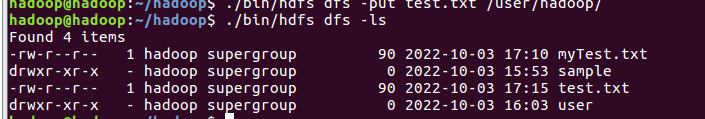 hadoop@hadoop:~/hadoop$ ./bin/hdfs dfs -put test.txt /user/hadoop/
hadoop@hadoop:~/hadoop$ ./bin/hdfs dfs -ls
Found 4 items
-rw-r--r--   1 hadoop supergroup         90 2022-10-03 17:10 myTest.txt
drwxr-xr-x   - hadoop supergroup          0 2022-10-03 15:53 sample
-rw-r--r--   1 hadoop supergroup         90 2022-10-03 17:15 test.txt
drwxr-xr-x   - hadoop supergroup          0 2022-10-03 16:03 user
hadoop@hadoop:~/hadoop$